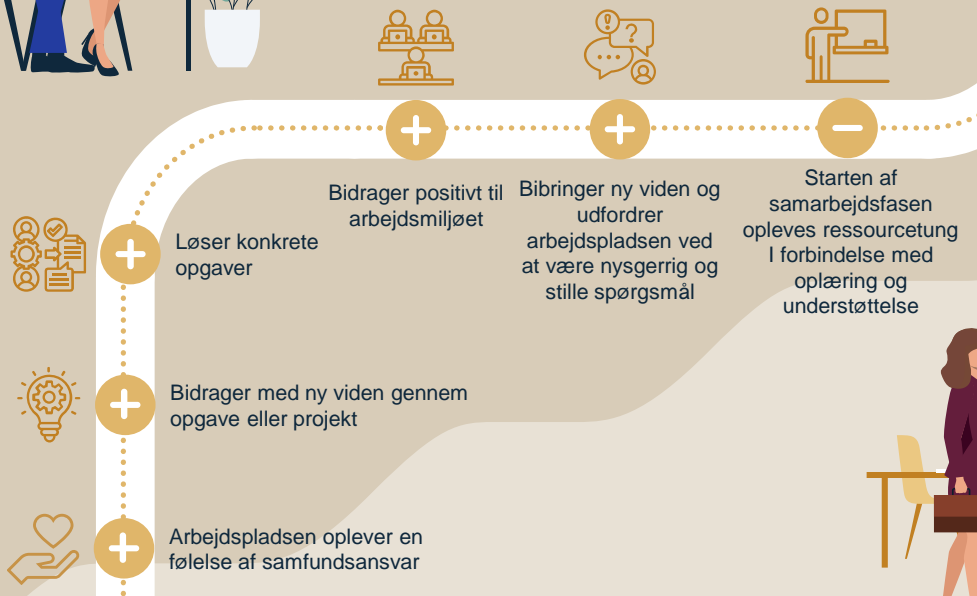 Bidrager positivt til
arbejdsmiljøet
Bibringer ny viden og
udfordrer
arbejdspladsen ved
at være nysgerrig og
stille spørgsmål
Starten af
samarbejdsfasen
opleves ressourcetung
I forbindelse med
oplæring og
understøttelse
Løser konkrete
opgaver
Bidrager med ny viden gennem
opgave eller projekt
Arbejdspladsen oplever en
følelse af samfundsansvar